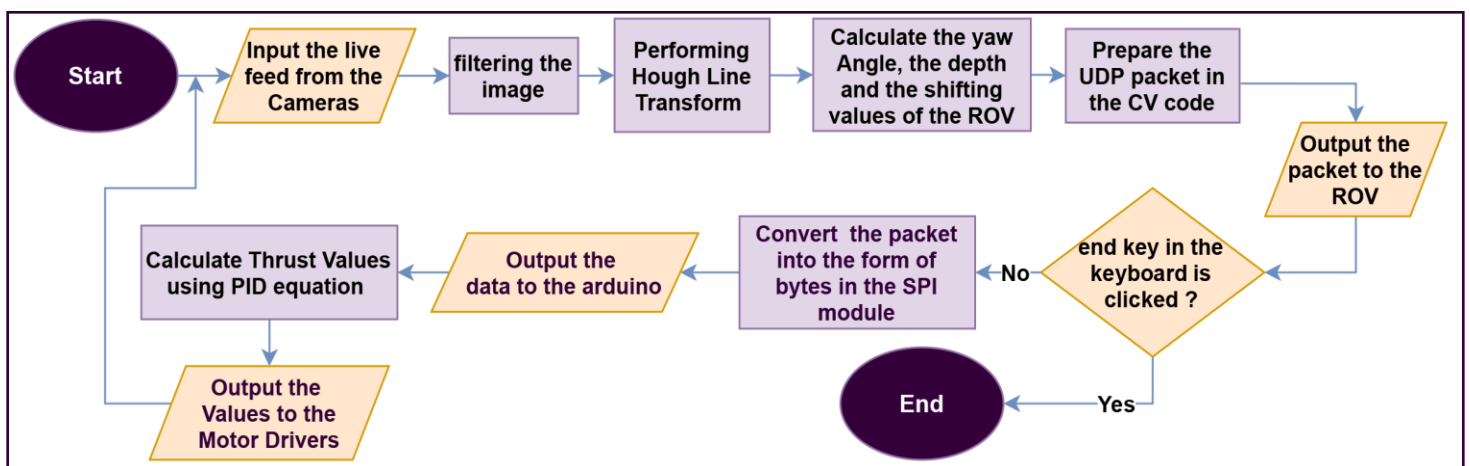 Start
Input the live
feed from the
Cameras
filtering the
image
Performing
Hough Line
Transform
Calculate the yaw
Angle, the depth
and the shifting
values of the ROV
Prepare the
UDP packet in
the CV code
Output the
packet to the
ROV
end key in the
keyboard is
clicked ?
No
Convert the packet
into the form of
bytes in the SPI
module
Output the
data to the arduino
Calculate Thrust Values
using PID equation
Output the
Values to the
Motor Drivers
Yes
End